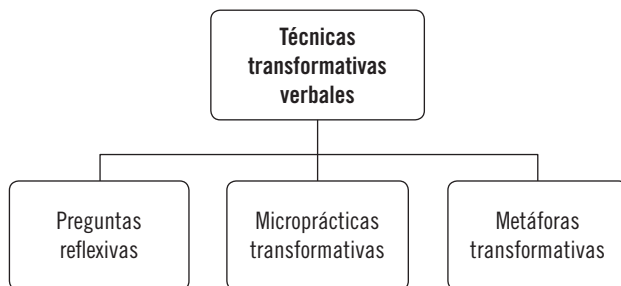 Técnicas
transformativas
verbales
Preguntas
reflexivas
Microprácticas
transformativas
Metáforas
transformativas